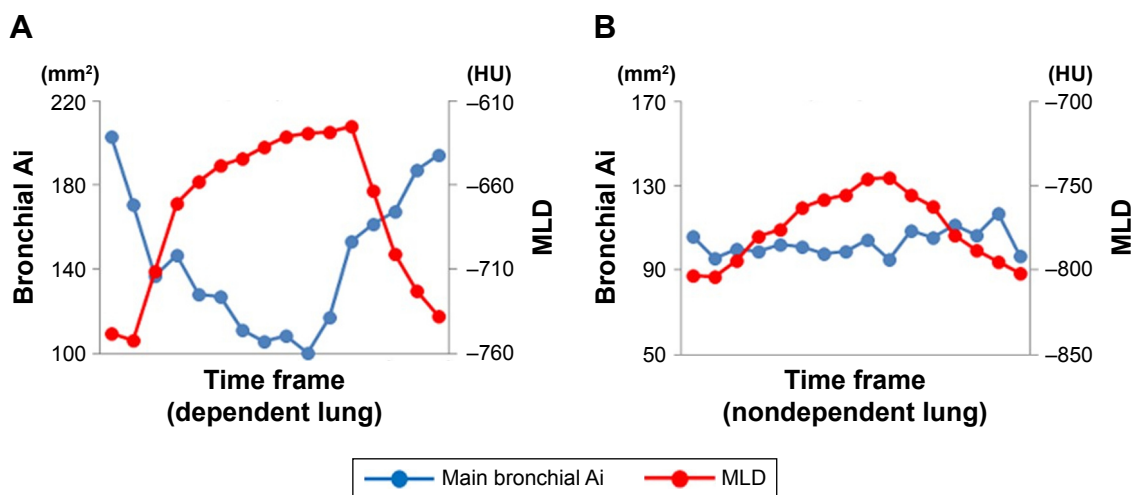 A
(mm²)
220
180
140
100
Bronchial Ai
(HU)
–610
–660
–710
–760
MLD
Time frame
(dependent lung)
B
(mm²)
170
130
90
50
Bronchial Ai
(HU)
–700
–750
–800
–850
MLD
Time frame
(nondependent lung)
Main bronchial Ai
MLD